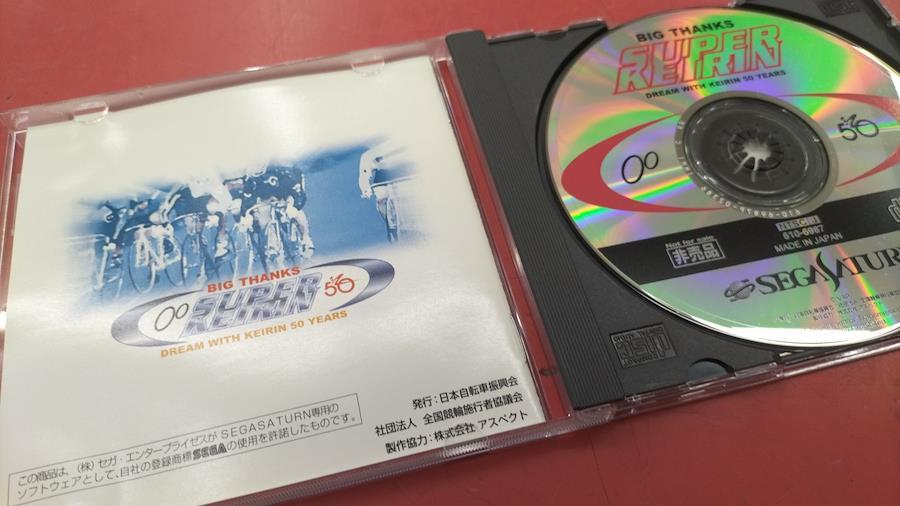 BIG THANKS
SUPER
KEIRIN
50
DREAM WITH KEIRIN 50 YEARS
発行：日本自転車振興会
社団法人 全国競輪施行者協議会
製作協力：株式会社 アスペクト
この商品は、(株)セガ・エンタープライゼスがSEGASATURN専用の
ソフトウェアとして、自社の登録商標SEGAの使用を許諾したものです。
BIG THANKS
SUPER
KEIRIN
DREAM WITH KEIRIN 50 YEARS
50
Not for sale
非売品
NTSC J
610-6987
MADE IN JAPAN
SEGASATURN
COMPACT
disc
DIGITAL AUDIO